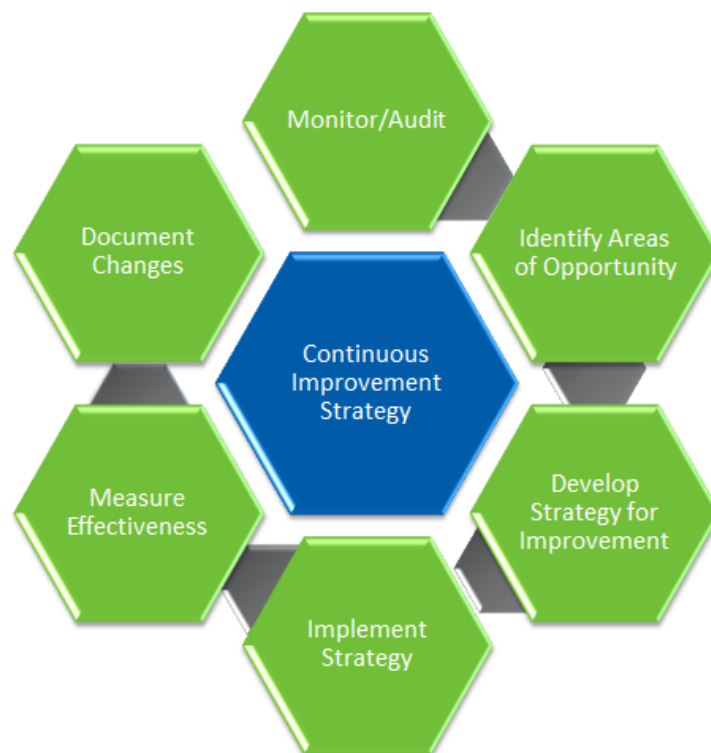 Monitor/Audit
Identify Areas
of Opportunity
Develop
Strategy for
Improvement
Implement
Strategy
Measure
Effectiveness
Document
Changes
Continuous
Improvement
Strategy